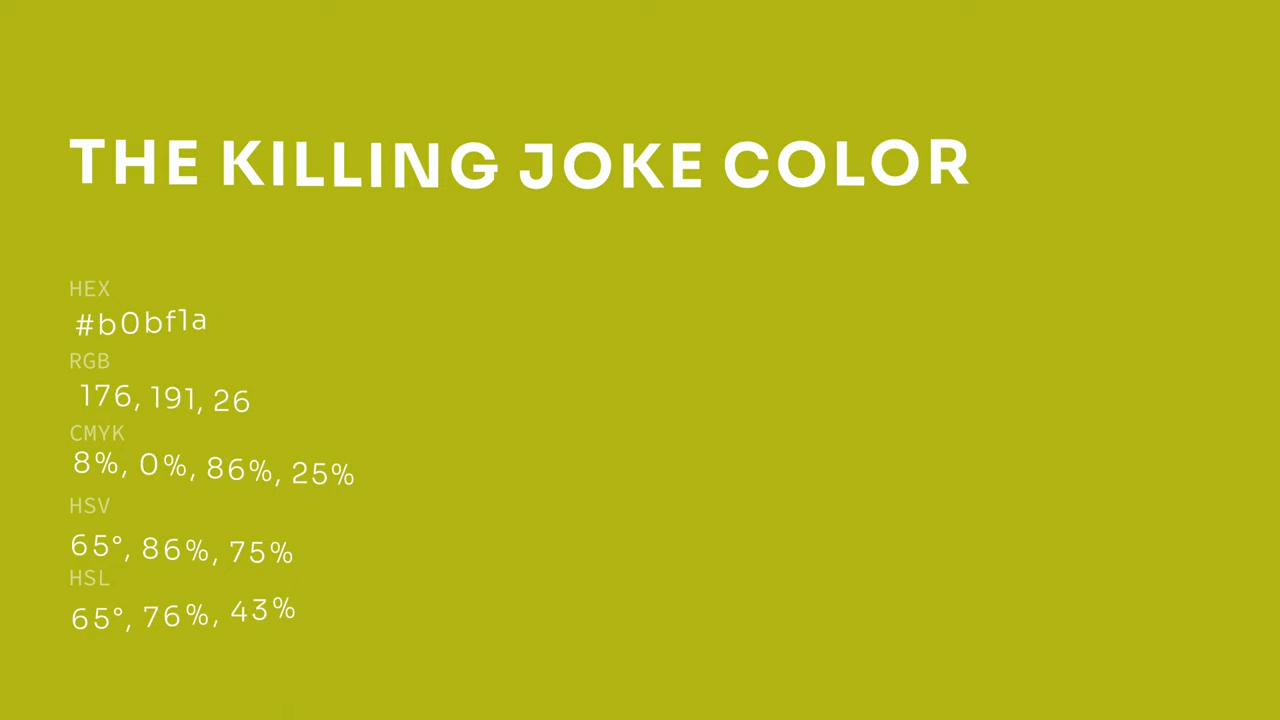 THE KILLING JOKE COLOR
HEX
#b0bf1a
RGB
176, 191, 26
CMYK
8%, 0%, 86%, 25%
HSV
65°, 86%, 75%
HSL
65°, 76%, 43%